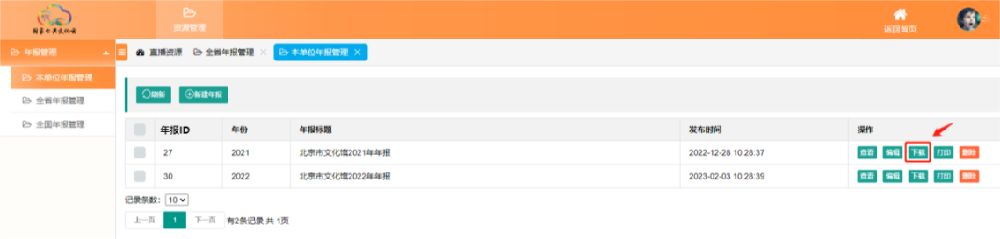 国家公共文化云
资源管理
返回首页
年报管理
直播资源 全省年报管理 本单位年报管理
本单位年报管理
全省年报管理
全国年报管理
刷新 新建年报
年报ID 年份 年报标题 发布时间 操作
27 2021 北京市文化馆2021年年报 2022-12-28 10:28:37 查看 编辑 下载 打印 删除
30 2022 北京市文化馆2022年年报 2023-02-03 10:28:39 查看 编辑 下载 打印 删除
记录条数: 10
上一页 1 下一页 有2条记录 共 1页